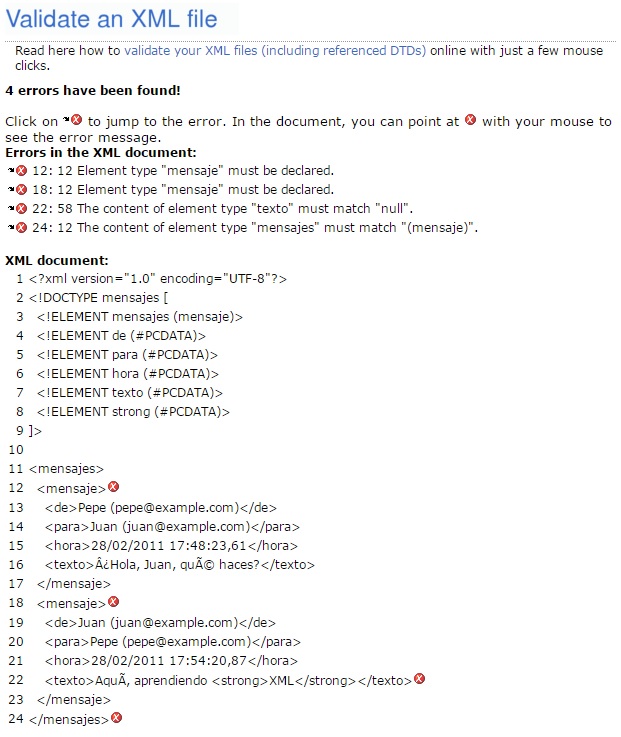 Validate an XML file
Read here how to validate your XML files (including referenced DTDs) online with just a few mouse
clicks.
4 errors have been found!
Click on to jump to the error. In the document, you can point at with your mouse to
see the error message.
Errors in the XML document:
12: 12 Element type "mensaje" must be declared.
18: 12 Element type "mensaje" must be declared.
22: 58 The content of element type "texto" must match "null".
24: 12 The content of element type "mensajes" must match "(mensaje)".
XML document:
1 <?xml version="1.0" encoding="UTF-8"?>
2 <!DOCTYPE mensajes [
3 <!ELEMENT mensajes (mensaje)>
4 <!ELEMENT de (#PCDATA)>
5 <!ELEMENT para (#PCDATA)>
6 <!ELEMENT hora (#PCDATA)>
7 <!ELEMENT texto (#PCDATA)>
8 <!ELEMENT strong (#PCDATA)>
9 ]>
10
11 <mensajes>
12 <mensaje>
13 <de>Pepe (pepe@example.com)</de>
14 <para>Juan (juan@example.com)</para>
15 <hora>28/02/2011 17:48:23,61</hora>
16 <texto>Â¿Hola, Juan, quÃ© haces?</texto>
17 </mensaje>
18 <mensaje>
19 <de>Juan (juan@example.com)</de>
20 <para>Pepe (pepe@example.com)</para>
21 <hora>28/02/2011 17:54:20,87</hora>
22 <texto>AquÃ­, aprendiendo <strong>XML</strong></texto>
23 </mensaje>
24 </mensajes>